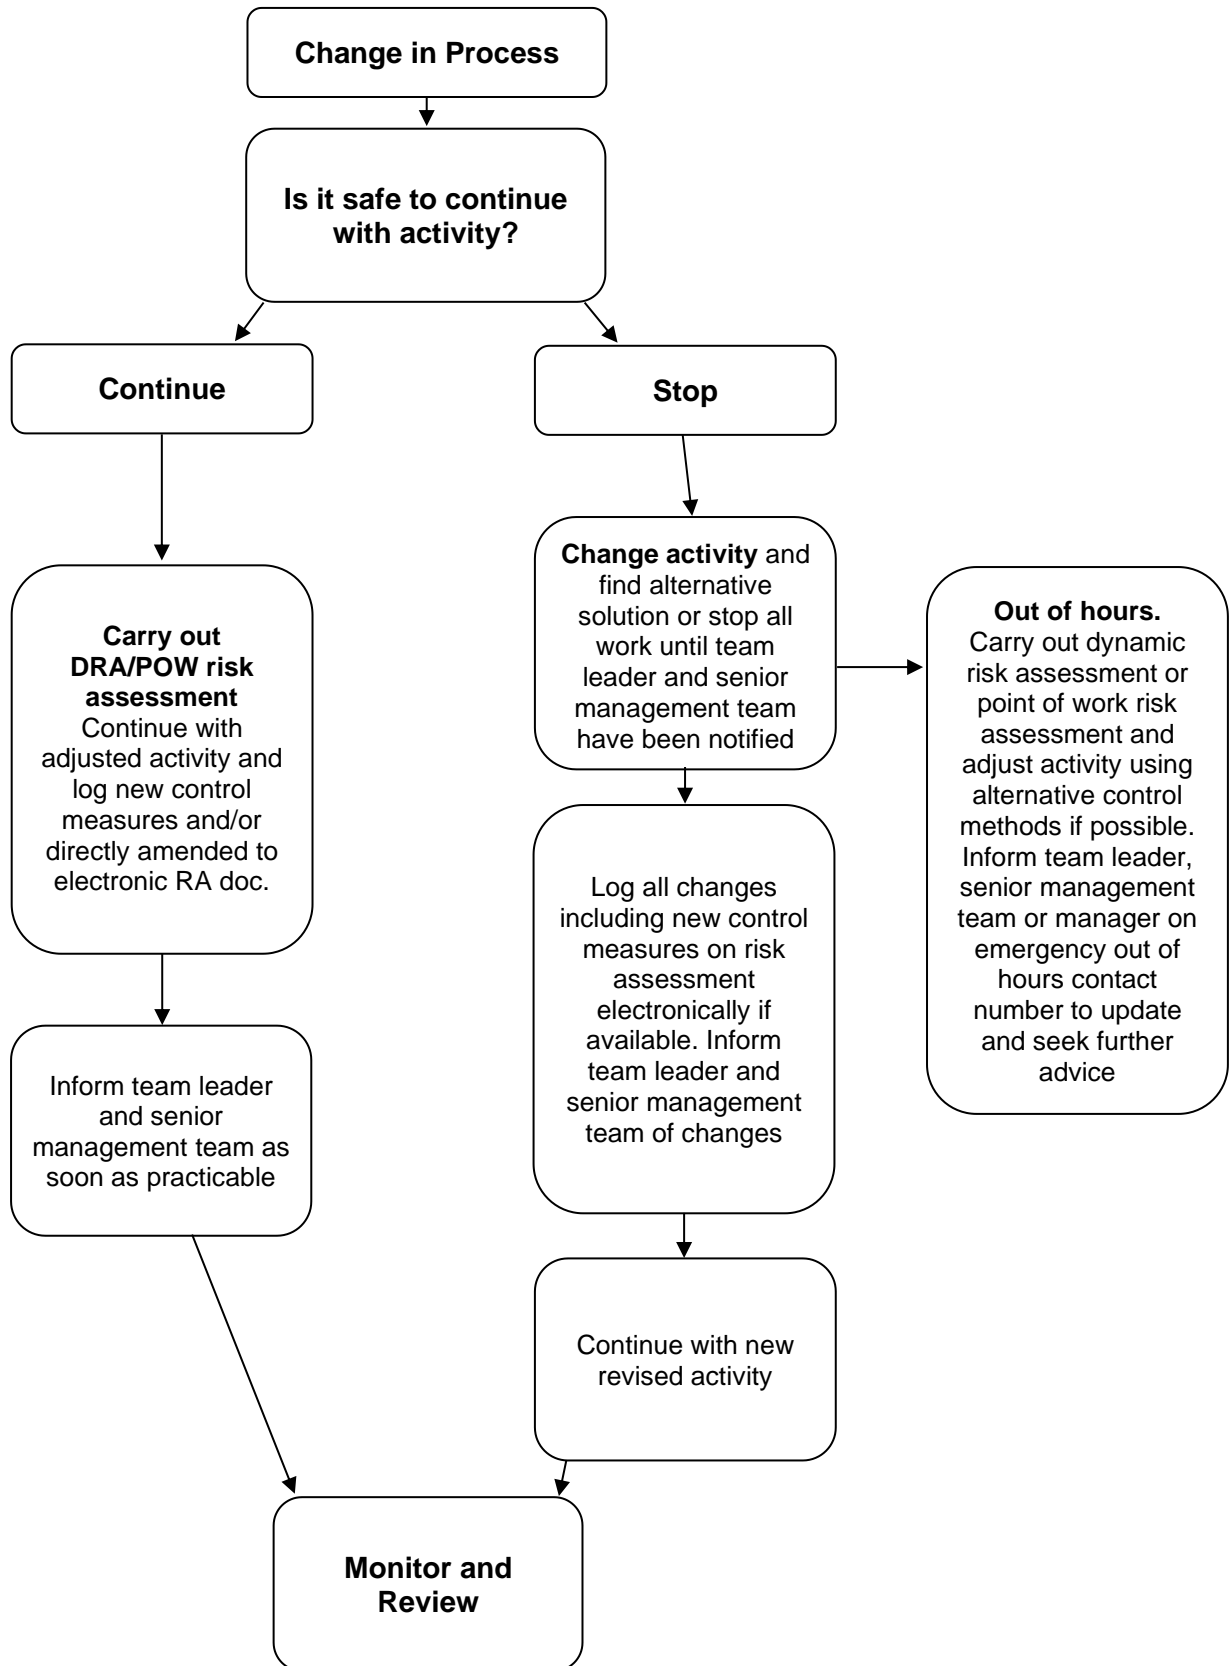 Change in Process
Is it safe to continue
with activity?
Continue
Stop
Carry out
DRA/POW risk
assessment
Continue with
adjusted activity and
log new control
measures and/or
directly amended to
electronic RA doc.
Inform team leader
and senior
management team as
soon as practicable
Change activity and
find alternative
solution or stop all
work until team
leader and senior
management team
have been notified
Out of hours.
Carry out dynamic
risk assessment or
point of work risk
assessment and
adjust activity using
alternative control
methods if possible.
Inform team leader,
senior management
team or manager on
emergency out of
hours contact
number to update
and seek further
advice
Log all changes
including new control
measures on risk
assessment
electronically if
available. Inform
team leader and
senior management
team of changes
Continue with new
revised activity
Monitor and
Review